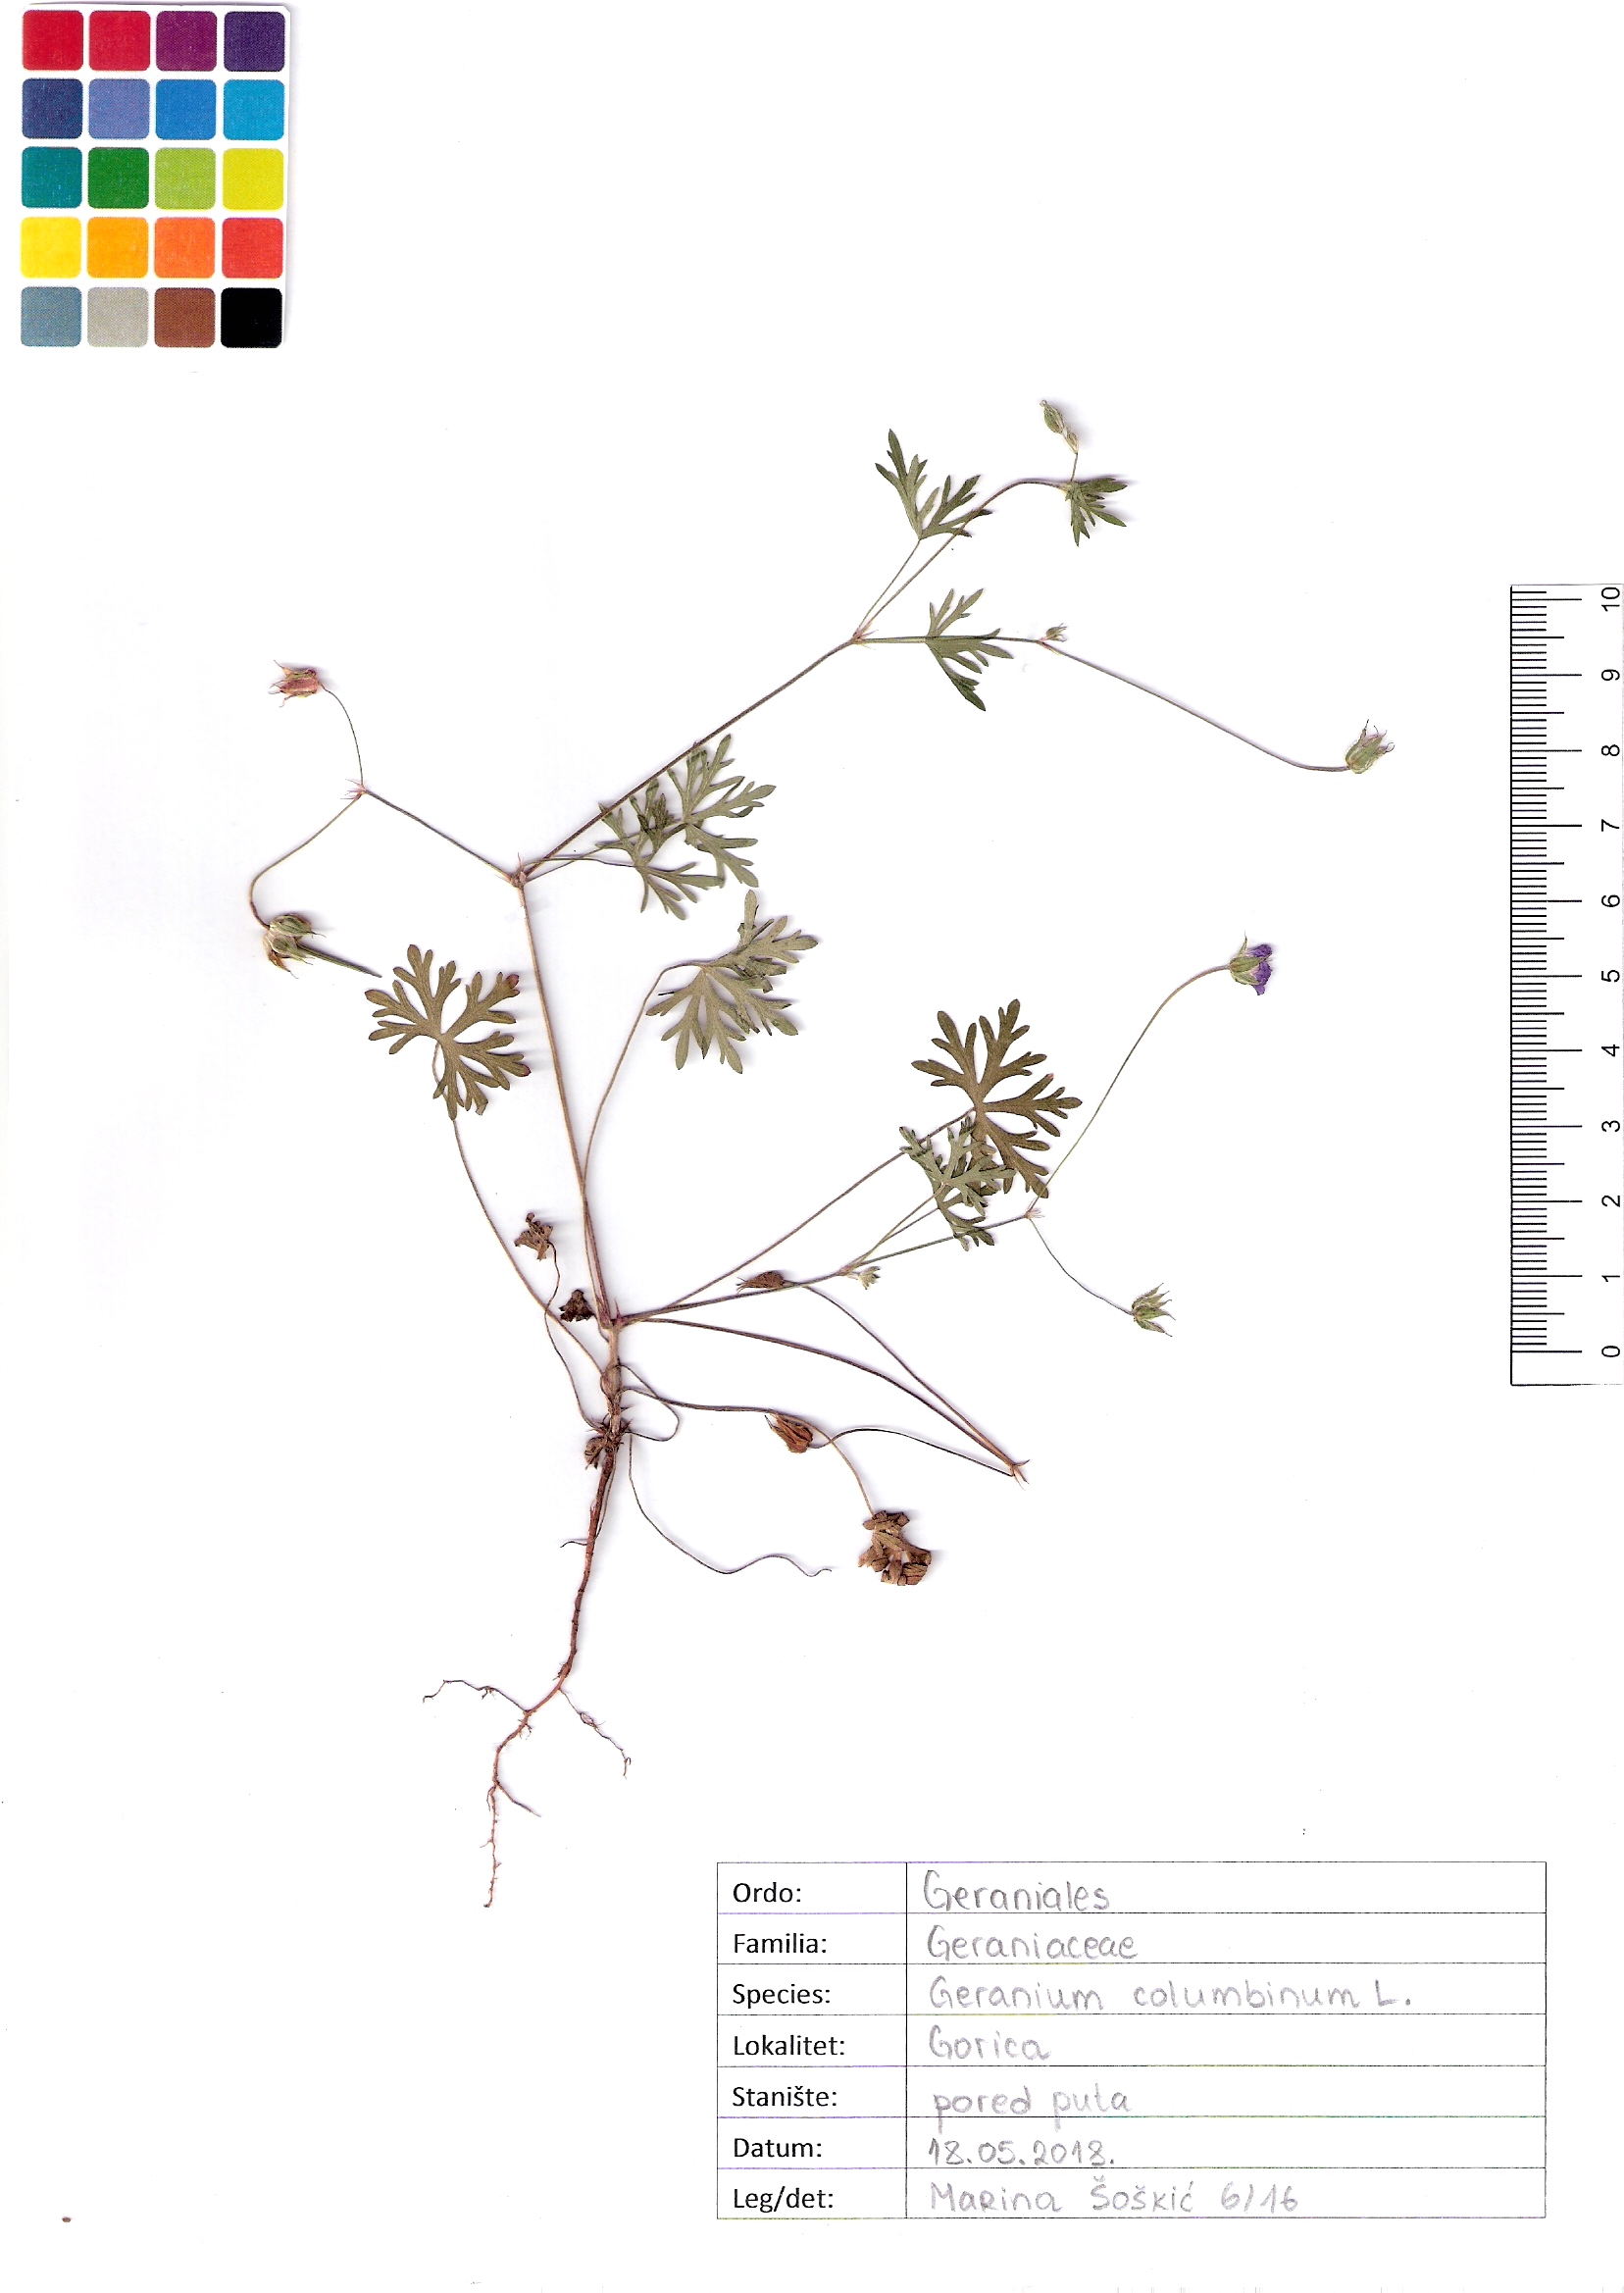 10
9
8
7
6
5
4
3
2
1
0
Ordo: Geraniales
Familia: Geraniaceae
Species: Geranium columbinum L.
Lokalitet: Gorica
Stanište: pored puta
Datum: 18.05.2018.
Leg/det: Marina Šoškić 6/16